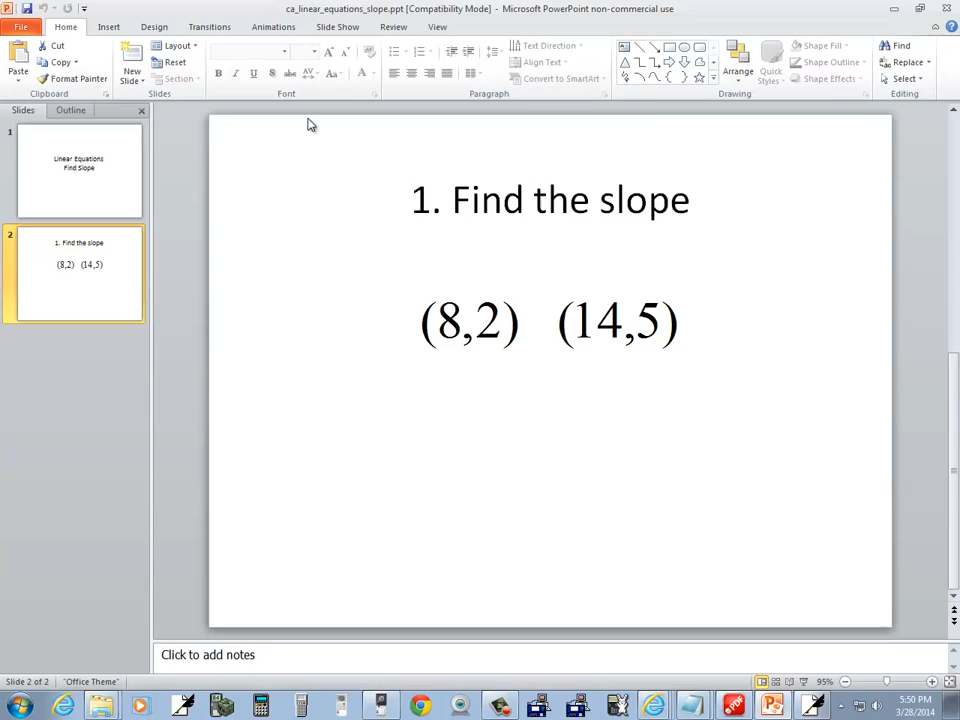 ca_linear_equations_slope.ppt [Compatibility Mode] - Microsoft PowerPoint non-commercial use
File Home Insert Design Transitions Animations Slide Show Review View
Paste
Cut
Copy
Format Painter
Clipboard
New
Slide
Layout
Reset
Section
Slides
Font
Text Direction
Align Text
Convert to SmartArt
Paragraph
Arrange
Quick
Styles
Shape Fill
Shape Outline
Shape Effects
Drawing
Find
Replace
Select
Editing
Slides Outline
1
Linear Equations
Find Slope
2
1. Find the slope
(8,2) (14,5)
1. Find the slope
(8,2) (14,5)
Click to add notes
Slide 2 of 2 "Office Theme" 95%
5:50 PM
3/28/2014